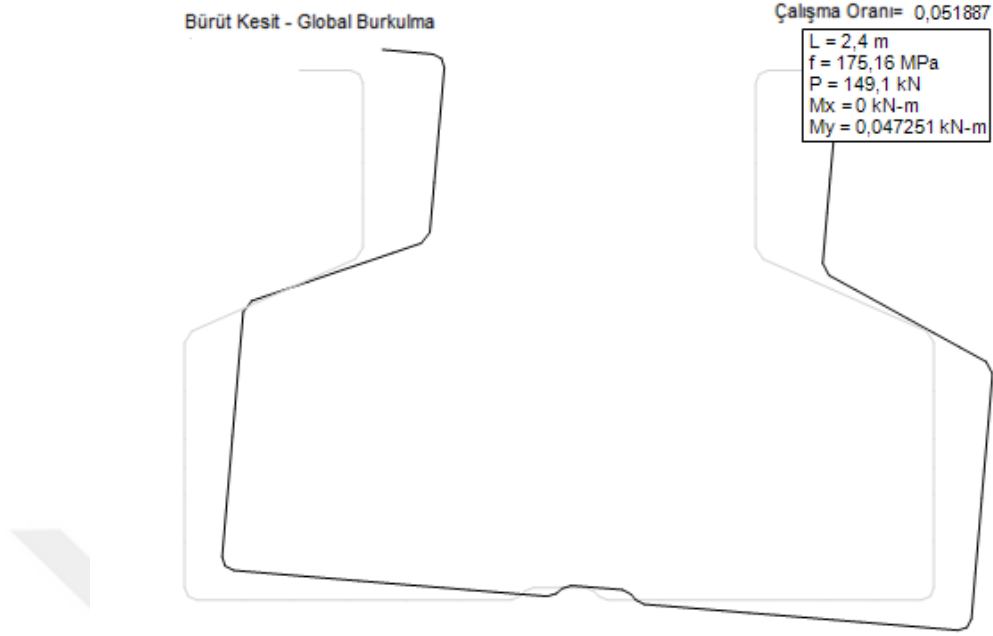 Bürüt Kesit - Global Burkulma
Çalışma Oranı= 0,051887
L = 2,4 m
f = 175,16 MPa
P = 149,1 kN
Mx =0 kN-m
My = 0,047251 kN-m